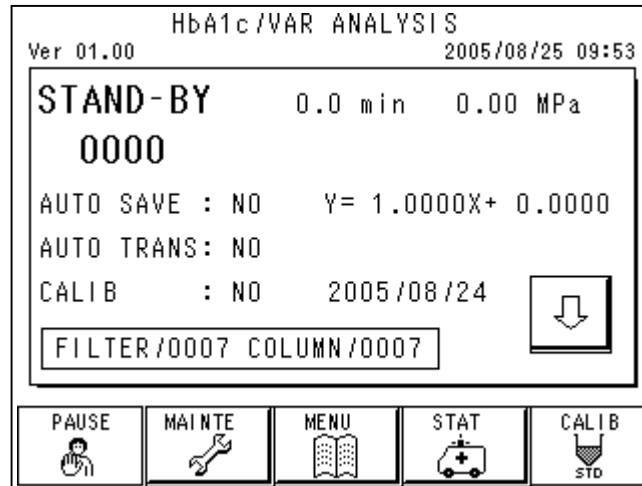 HbA1c/VAR ANALYSIS
Ver 01.00 2005/08/25 09:53
STAND-BY 0.0 min 0.00 MPa
0000
AUTO SAVE : NO Y= 1.0000X+ 0.0000
AUTO TRANS: NO
CALIB : NO 2005/08/24
FILTER/0007 COLUMN/0007
PAUSE MAINTE MENU STAT CALIB
STD